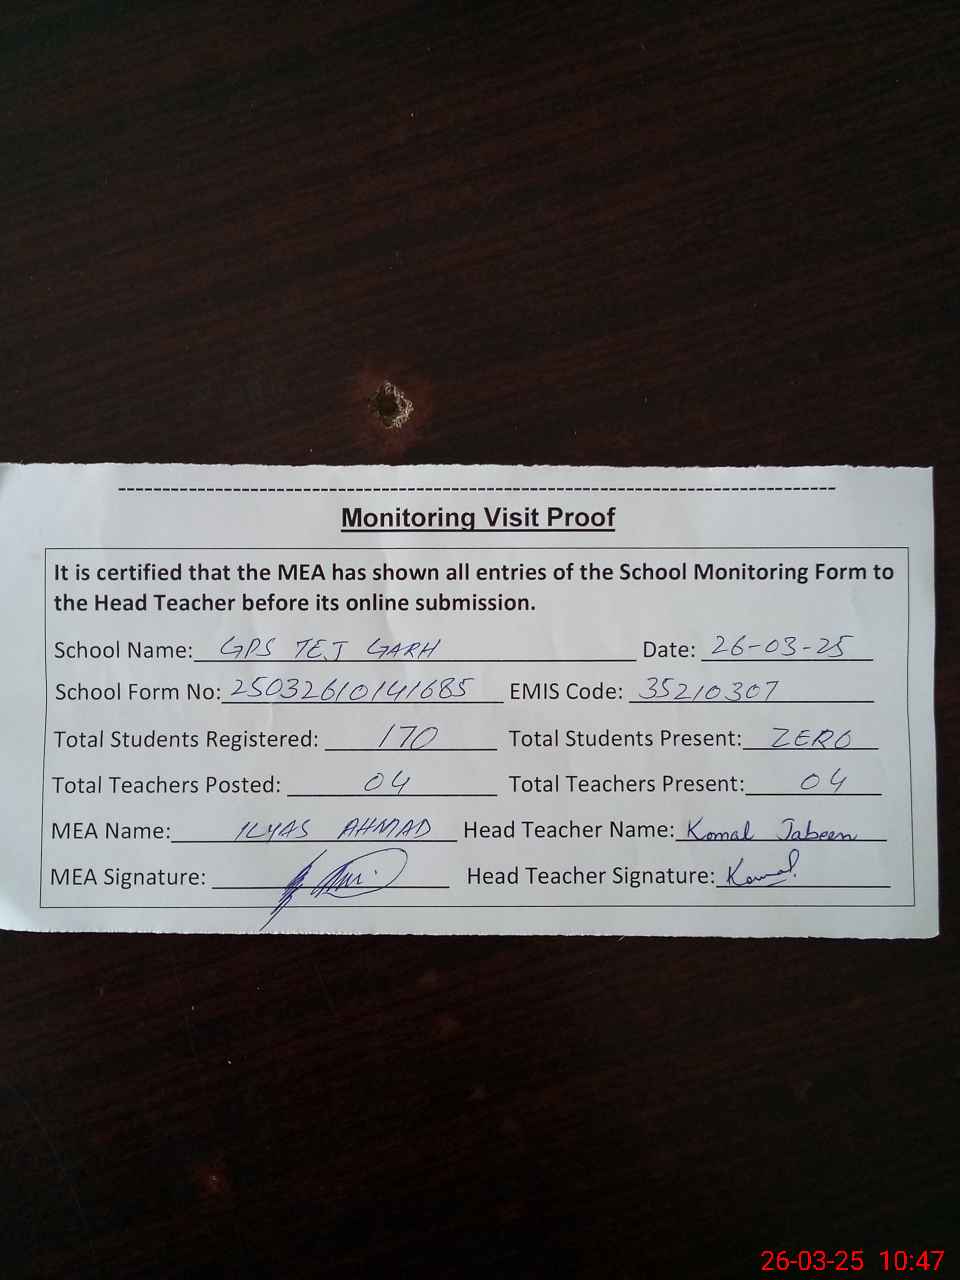 Monitoring Visit Proof
It is certified that the MEA has shown all entries of the School Monitoring Form to
the Head Teacher before its online submission.
School Name: GPS TEJ GARH Date: 26-03-25
School Form No: 25032610141685 EMIS Code: 35210307
Total Students Registered: 170 Total Students Present: ZERO
Total Teachers Posted: 04 Total Teachers Present: 04
MEA Name: ILYAS AHMAD Head Teacher Name: Komal Jabeen
MEA Signature: Head Teacher Signature: Komal
26-03-25 10:47